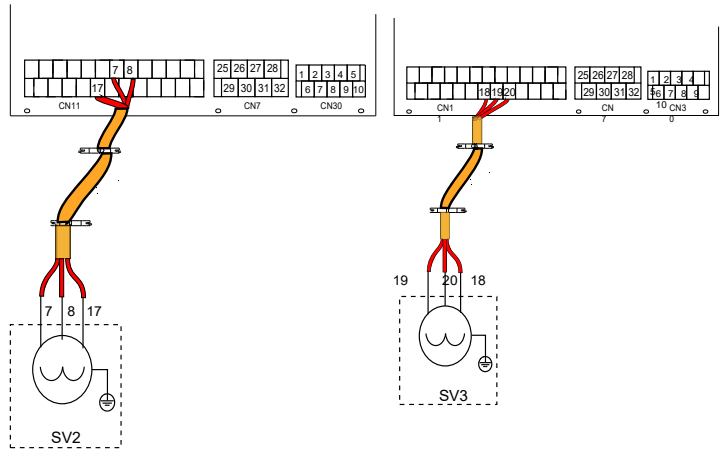 7 8
17
CN11
25 26 27 28
29 30 31 32
CN7
1 2 3 4 5
6 7 8 9 10
CN30
7 8 17
SV2
18 19 20
CN1
1
25 26 27 28
29 30 31 32
CN
7
1 2 3 4
5 6 7 8 9
10 CN3
0
19 20 18
SV3